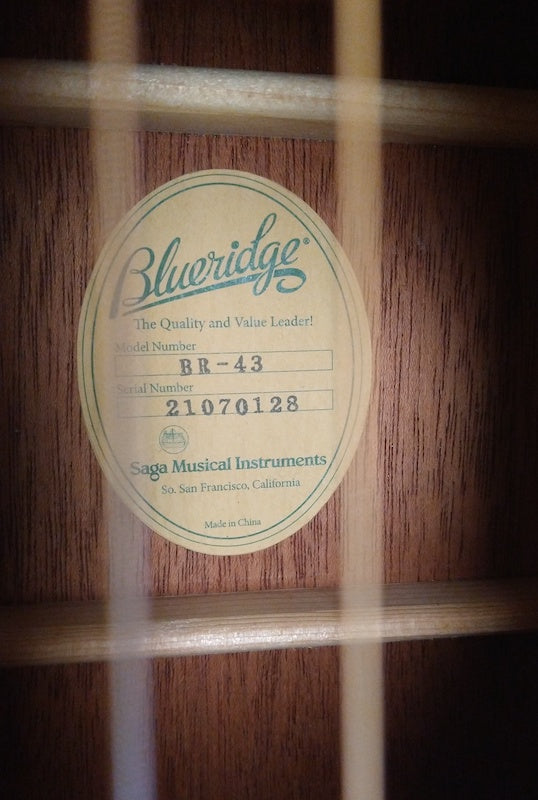 Blueridge®
The Quality and Value Leader!
Model Number
BR-43
Serial Number
21070128
Saga Musical Instruments
So. San Francisco, California
Made in China